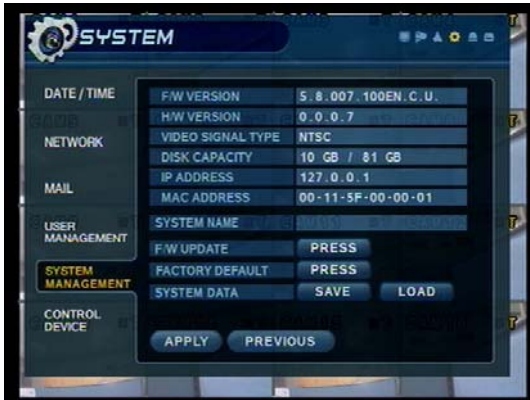 SYSTEM
DATE / TIME
NETWORK
MAIL
USER
MANAGEMENT
SYSTEM
MANAGEMENT
CONTROL
DEVICE
F/W VERSION 5.8.007.100EN.C.U.
H/W VERSION 0.0.0.7
VIDEO SIGNAL TYPE NTSC
DISK CAPACITY 10 GB / 81 GB
IP ADDRESS 127.0.0.1
MAC ADDRESS 00-11-5F-00-00-01
SYSTEM NAME
F/W UPDATE PRESS
FACTORY DEFAULT PRESS
SYSTEM DATA SAVE LOAD
APPLY PREVIOUS